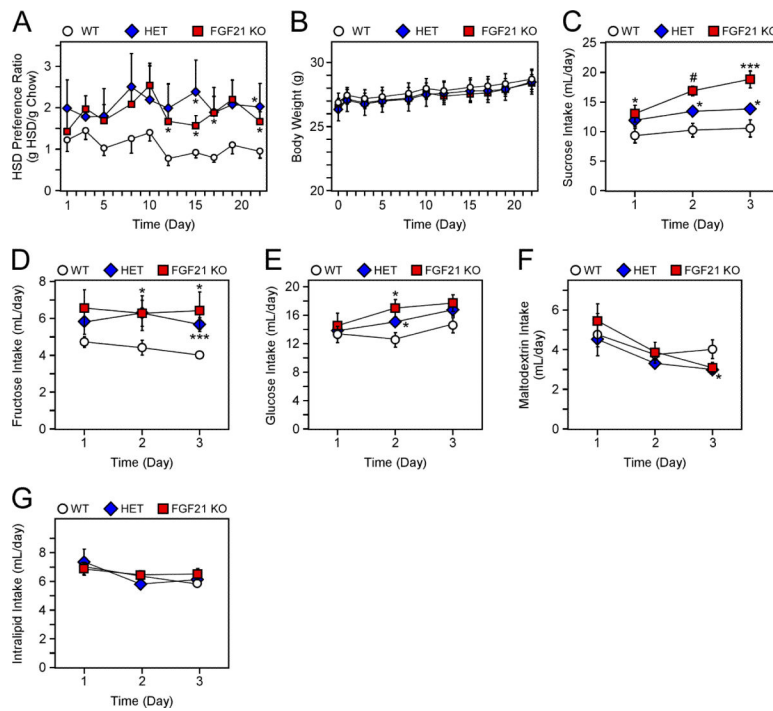 A
WT HET FGF21 KO
HSD Preference Ratio
(g HSD/g Chow)
4
3
2
1
0
* * * * * *
1 5 10 15 20
Time (Day)
B
WT HET FGF21 KO
Body Weight (g)
30
27
25
20
0 5 10 15 20
Time (Day)
C
WT HET FGF21 KO
Sucrose Intake (mL/day)
25
20
15
10
5
0
* # * *** *
1 2 3
Time (Day)
D
WT HET FGF21 KO
Fructose Intake (mL/day)
8
6
4
2
0
* * ***
1 2 3
Time (Day)
E
WT HET FGF21 KO
Glucose Intake (mL/day)
20
16
12
8
4
0
* *
1 2 3
Time (Day)
F
WT HET FGF21 KO
Maltodextrin Intake
(mL/day)
6
4
2
0
*
1 2 3
Time (Day)
G
WT HET FGF21 KO
Intralipid Intake (mL/day)
8
6
4
2
0
1 2 3
Time (Day)